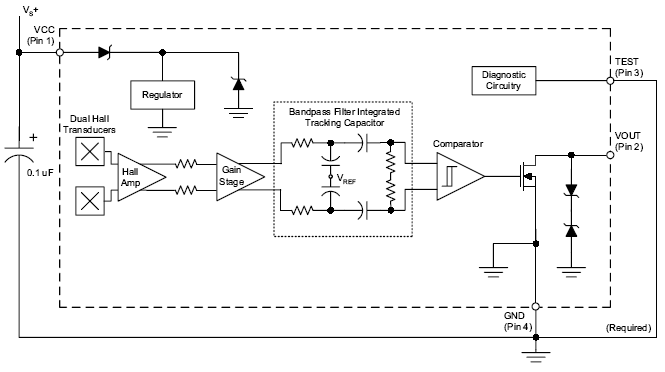 Vs+
VCC
(Pin 1)
TEST
(Pin 3)
Diagnostic
Circuitry
Regulator
Bandpass Filter Integrated
Tracking Capacitor
Dual Hall
Transducers
Comparator
VOUT
(Pin 2)
+
0.1 uF
Hall
Amp
Gain
Stage
VREF
GND
(Pin 4)
(Required)